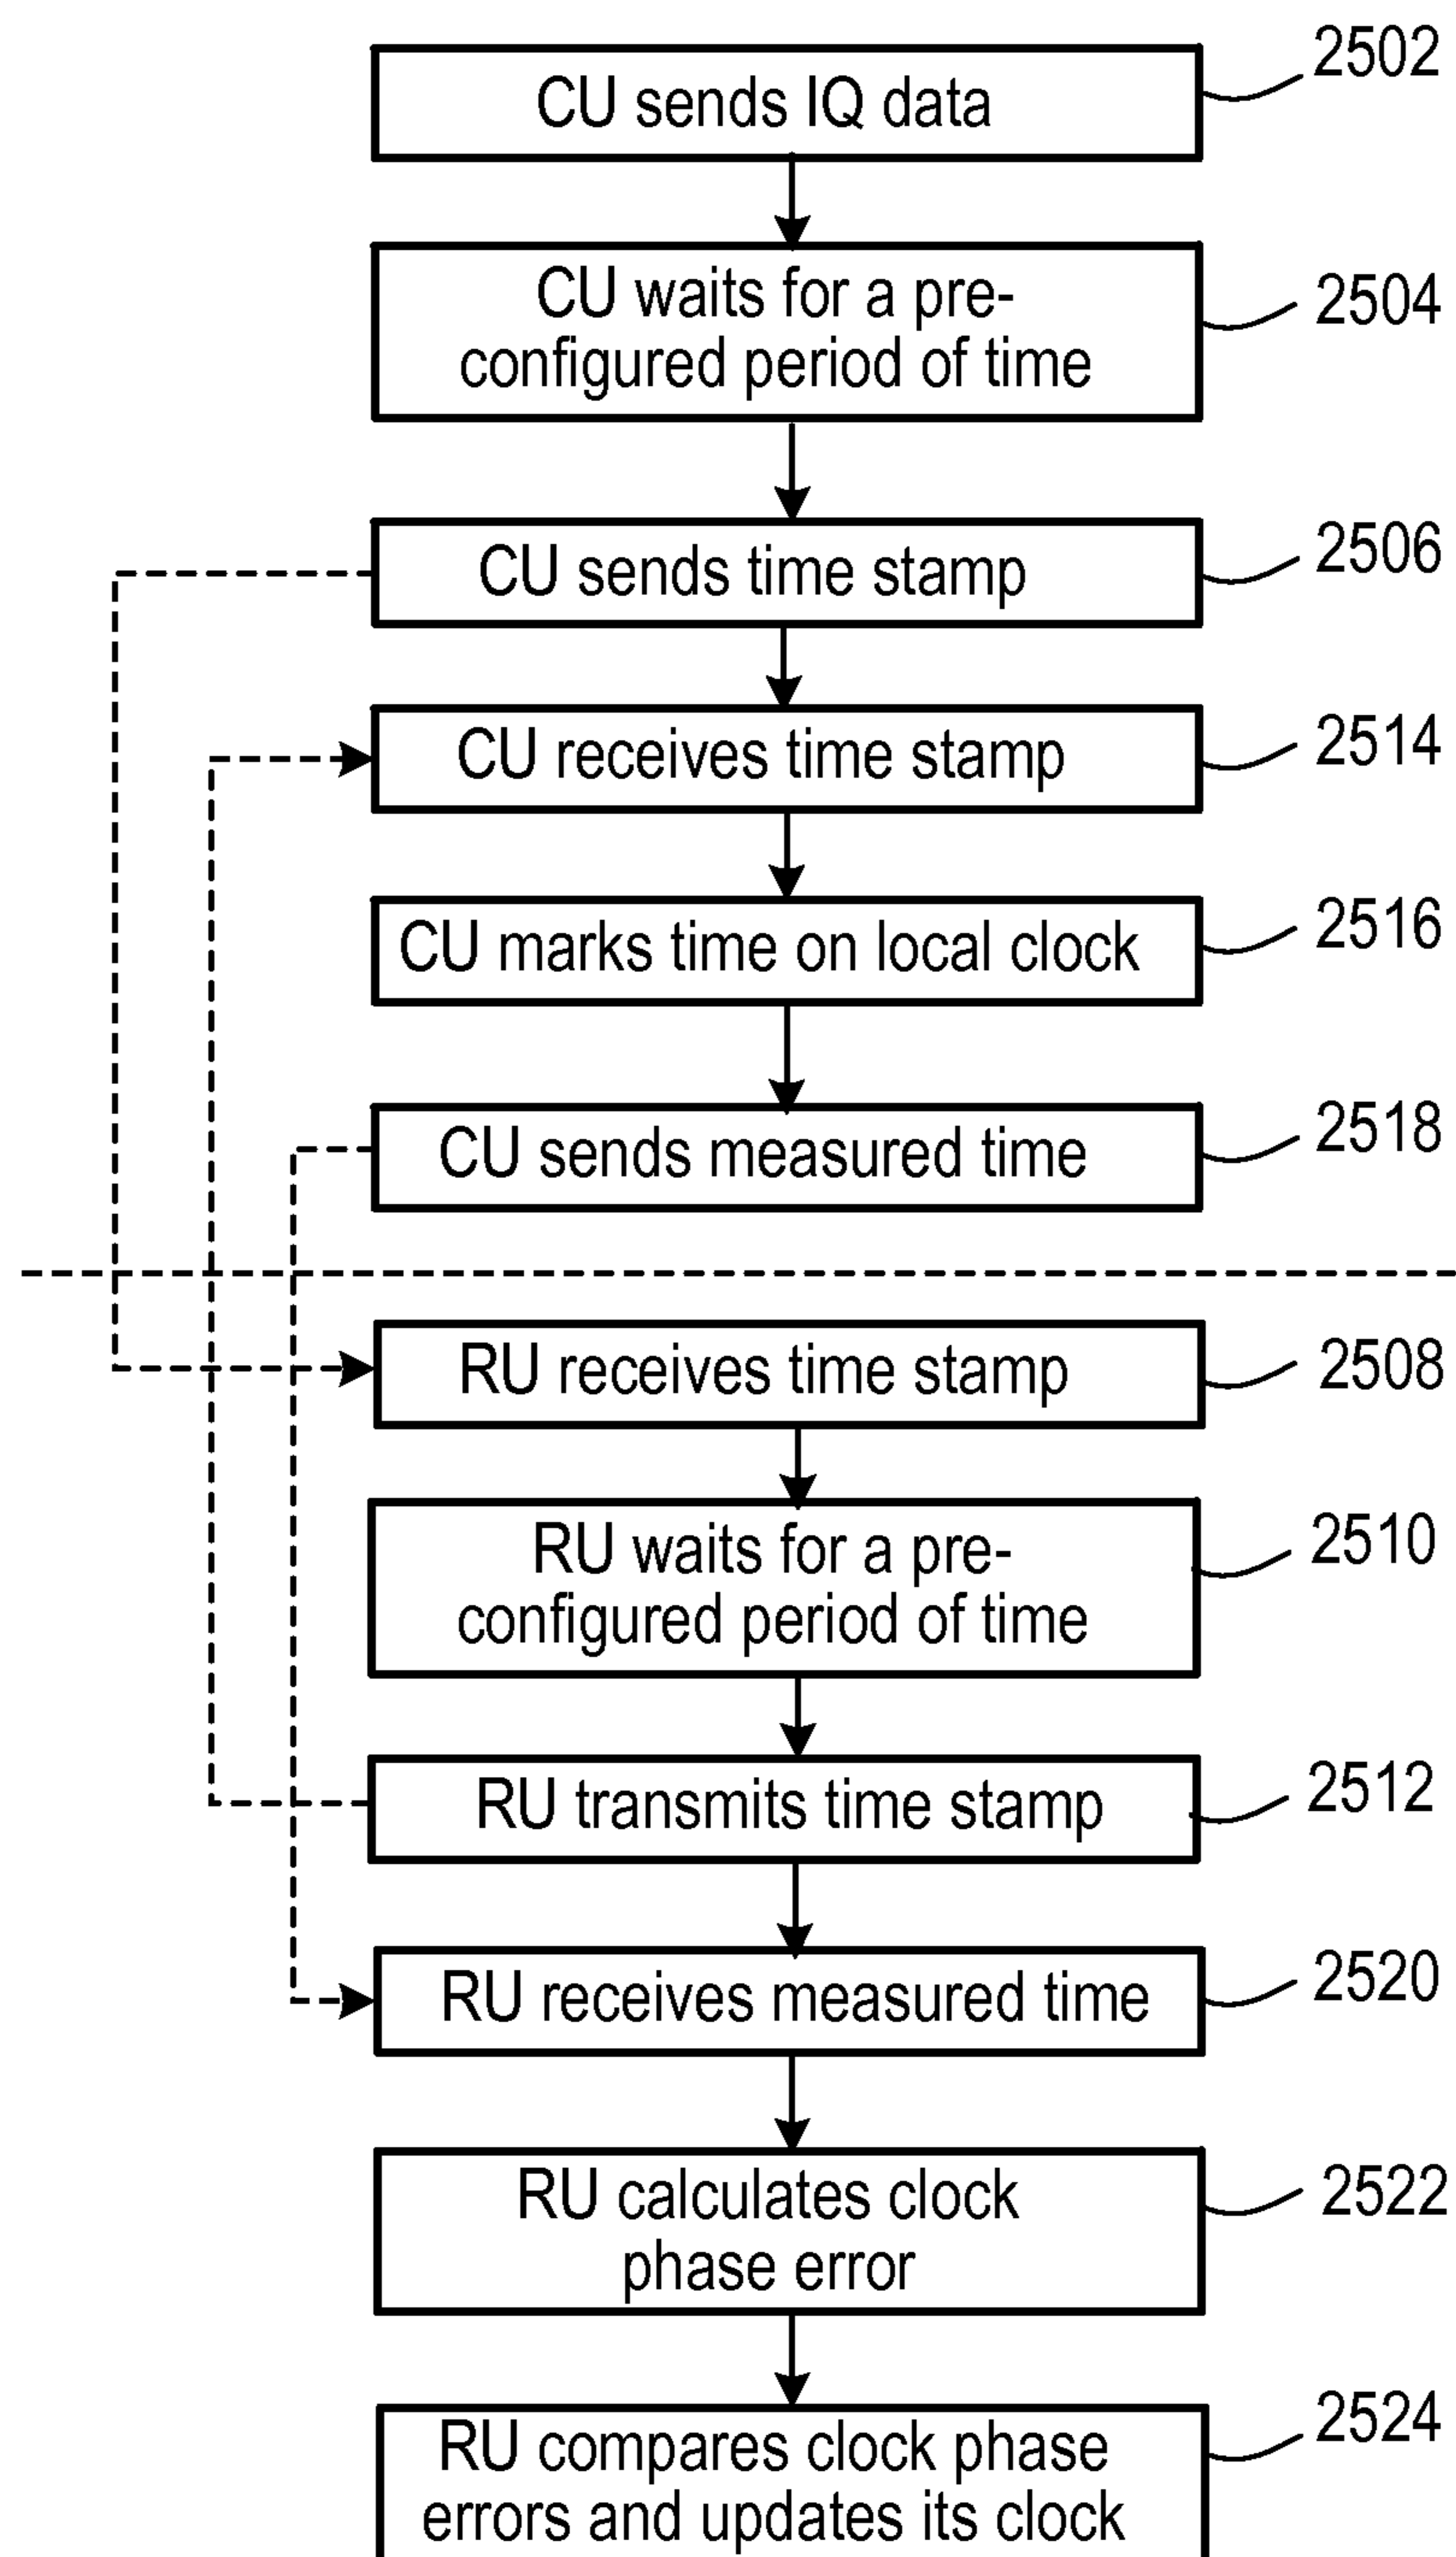 CU sends IQ data
2502
CU waits for a pre-
configured period of time
2504
CU sends time stamp
2506
CU receives time stamp
2514
CU marks time on local clock
2516
CU sends measured time
2518
RU receives time stamp
2508
RU waits for a pre-
configured period of time
2510
RU transmits time stamp
2512
RU receives measured time
2520
RU calculates clock
phase error
2522
RU compares clock phase
errors and updates its clock
2524